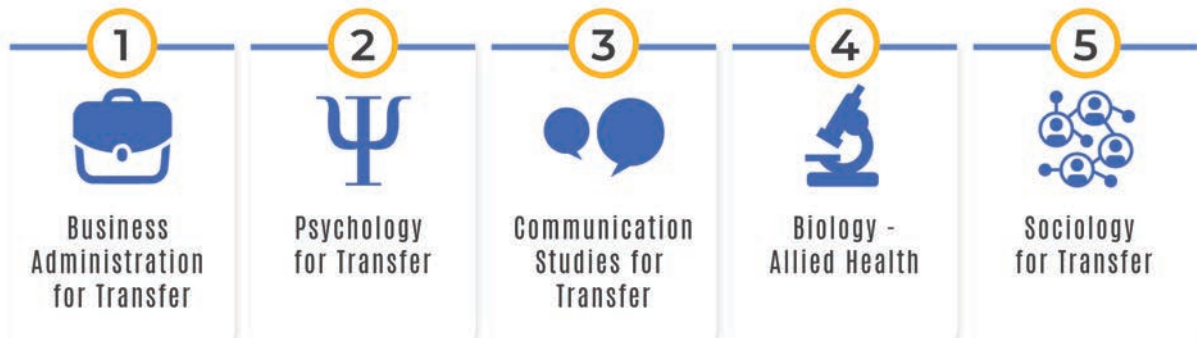 1
Business
Administration
for Transfer
2
Psychology
for Transfer
3
Communication
Studies for
Transfer
4
Biology -
Allied Health
5
Sociology
for Transfer